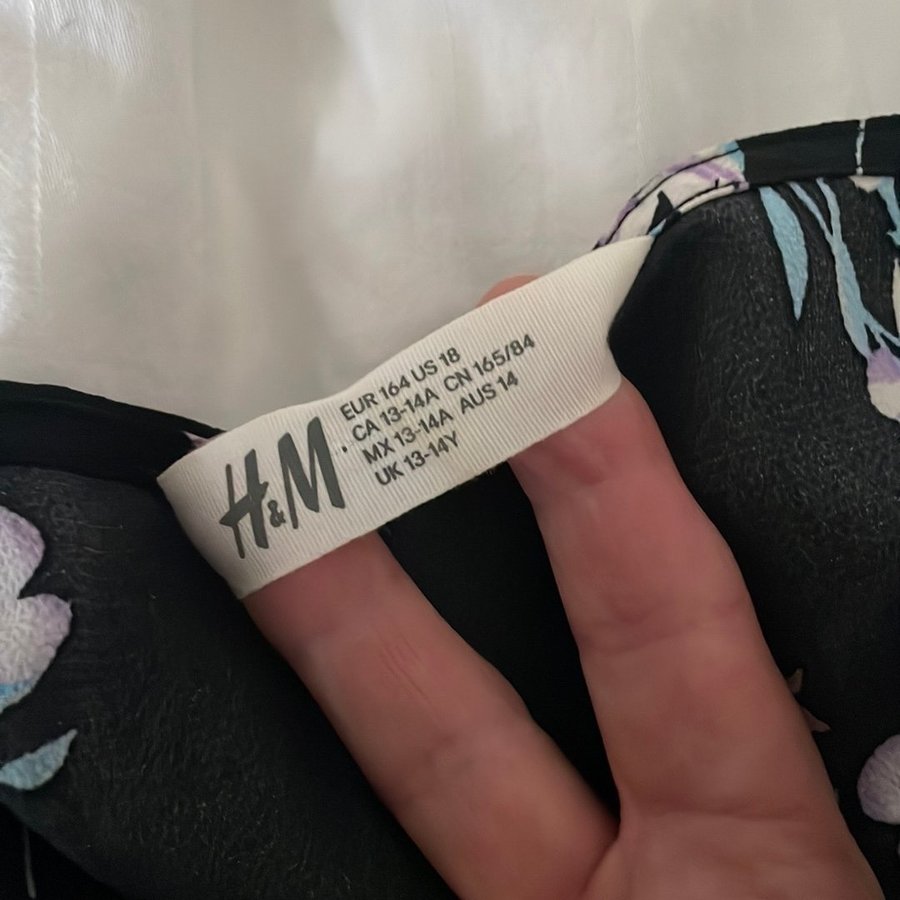 H&M
EUR 164 US 18
CA 13-14A CN 165/84
MX 13-14A AUS 14
UK 13-14Y